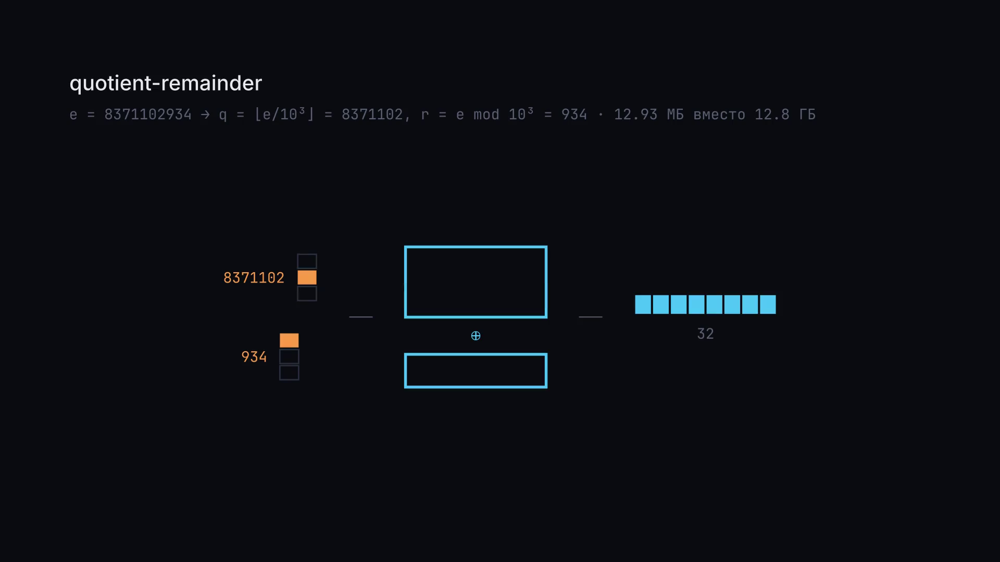 quotient-remainder
e = 8371102934 → q = ⌊e/10³⌋ = 8371102, r = e mod 10³ = 934 · 12.93 МБ вместо 12.8 ГБ
8371102
⊕
32
934